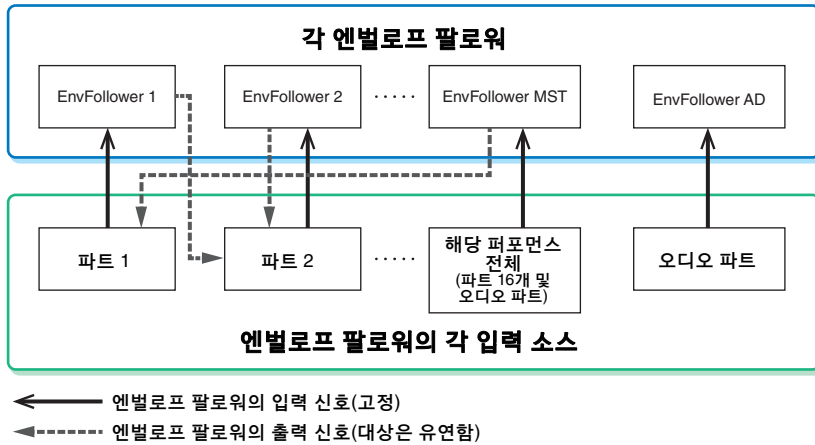 각 엔벌로프 팔로워
EnvFollower 1
EnvFollower 2
·····
EnvFollower MST
EnvFollower AD
파트 1
파트 2
·····
해당 퍼포먼스
전체
(파트 16개 및
오디오 파트)
오디오 파트
엔벌로프 팔로워의 각 입력 소스
엔벌로프 팔로워의 입력 신호(고정)
엔벌로프 팔로워의 출력 신호(대상은 유연함)